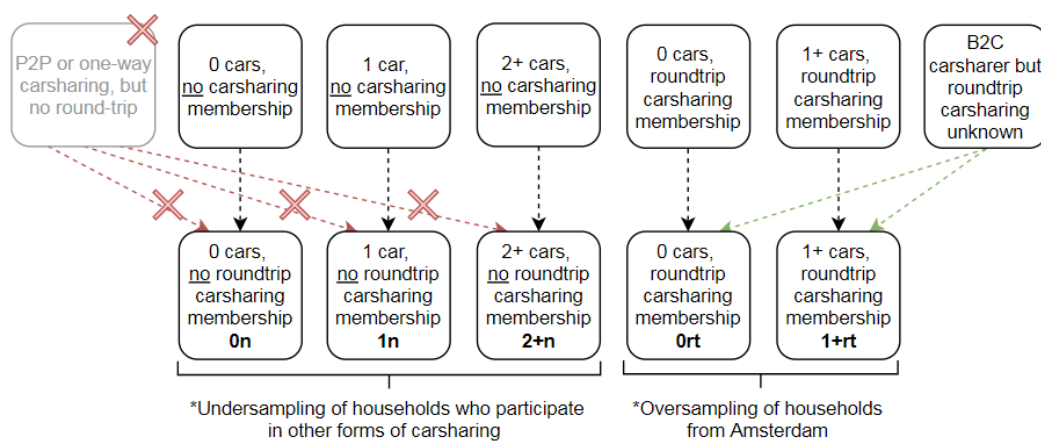 P2P or one-way
carsharing, but
no round-trip
0 cars,
no carsharing
membership
1 car,
no carsharing
membership
2+ cars,
no carsharing
membership
0 cars,
roundtrip
carsharing
membership
1+ cars,
roundtrip
carsharing
membership
B2C
carsharer but
roundtrip
carsharing
unknown
0 cars,
no roundtrip
carsharing
membership
0n
1 car,
no roundtrip
carsharing
membership
1n
2+ cars,
no roundtrip
carsharing
membership
2+n
0 cars,
roundtrip
carsharing
membership
0rt
1+ cars,
roundtrip
carsharing
membership
1+rt
*Undersampling of households who participate
in other forms of carsharing
*Oversampling of households
from Amsterdam